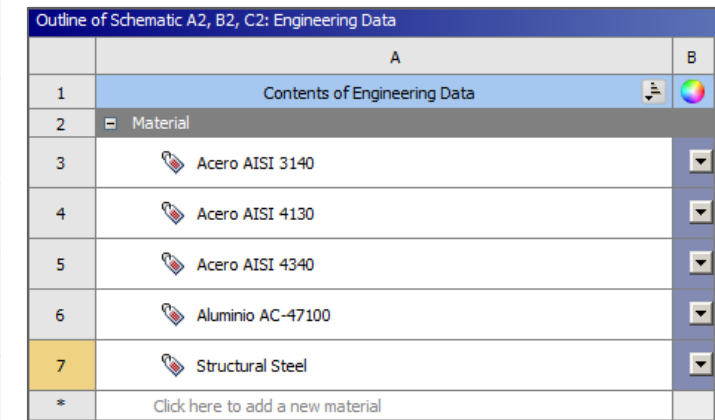 Outline of Schematic A2, B2, C2: Engineering Data
A B
1 Contents of Engineering Data
2 Material
3 Acero AISI 3140
4 Acero AISI 4130
5 Acero AISI 4340
6 Aluminio AC-47100
7 Structural Steel
* Click here to add a new material